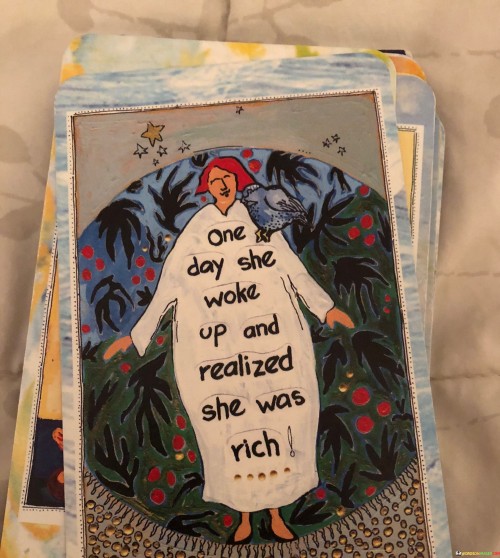 One
day she
woke
up and
realized
she was
rich!